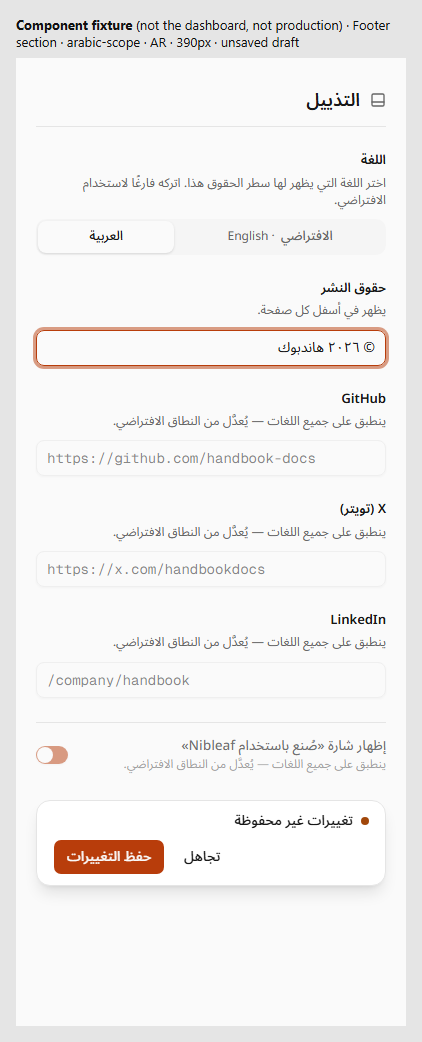 Component fixture (not the dashboard, not production) · Footer
section · arabic-scope · AR · 390px · unsaved draft
التذييل
اللغة
اختر اللغة التي يظهر لها سطر الحقوق هذا. اتركه فارغًا لاستخدام
الافتراضي.
الافتراضي · English
العربية
حقوق النشر
يظهر في أسفل كل صفحة.
© ٢٠٢٦ هاندبوك
GitHub
ينطبق على جميع اللغات — يُعدَّل من النطاق الافتراضي.
https://github.com/handbook-docs
X (تويتر)
ينطبق على جميع اللغات — يُعدَّل من النطاق الافتراضي.
https://x.com/handbookdocs
LinkedIn
ينطبق على جميع اللغات — يُعدَّل من النطاق الافتراضي.
/company/handbook
إظهار شارة «صُنع باستخدام Nibleaf»
ينطبق على جميع اللغات — يُعدَّل من النطاق الافتراضي.
تغييرات غير محفوظة
تجاهل
حفظ التغييرات